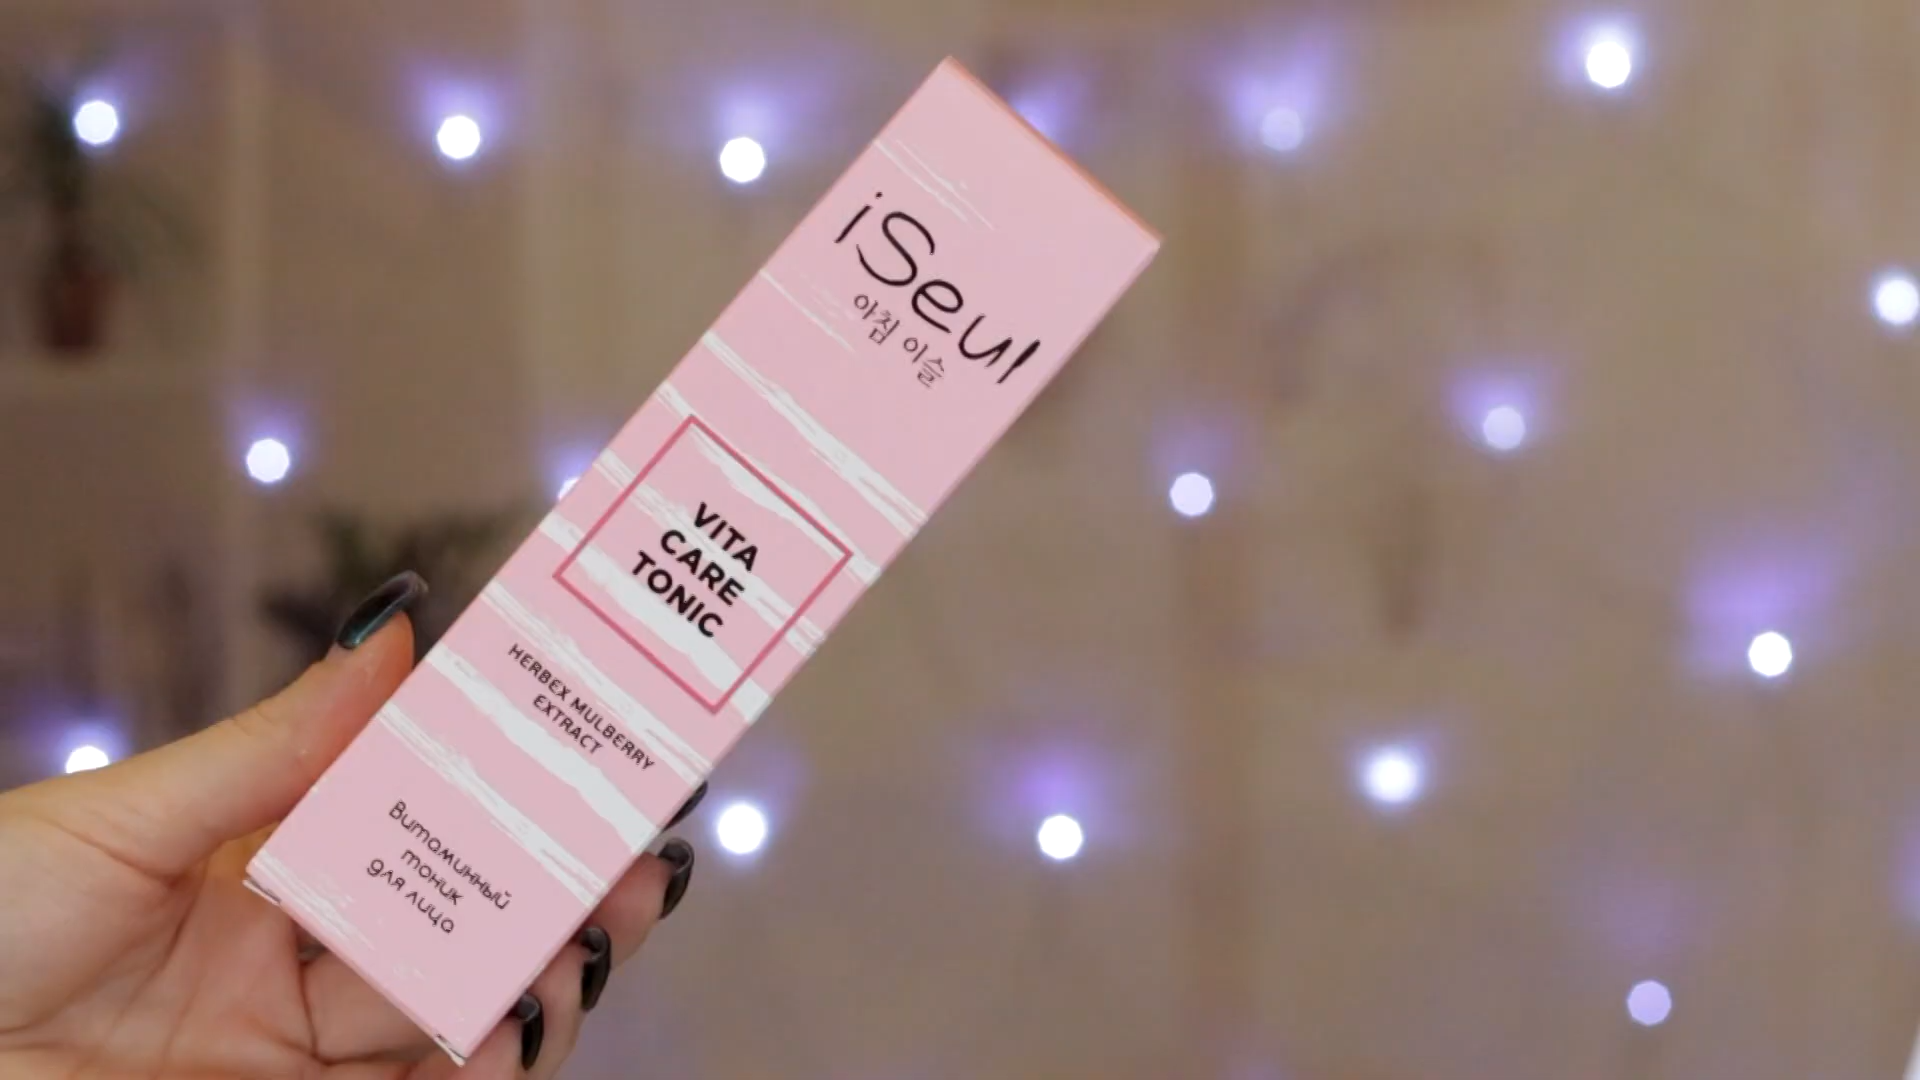 iSeul
아침 이슬
VITA
CARE
TONIC
HERBEX MULBERRY
EXTRACT
Витаминный
тоник
для лица